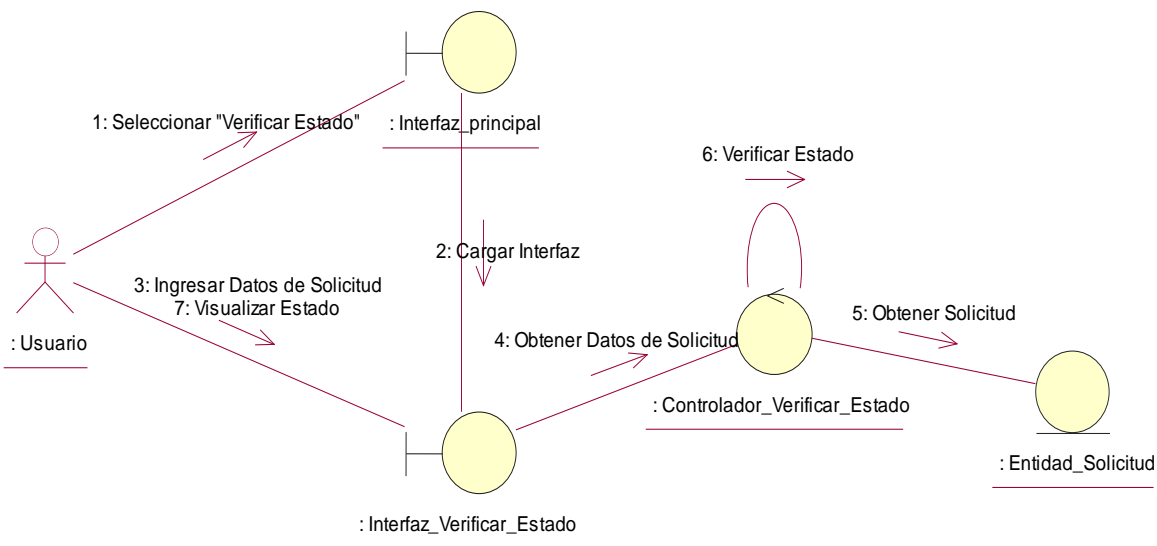 1: Seleccionar "Verificar Estado"
: Interfaz_principal
6: Verificar Estado
2: Cargar Interfaz
3: Ingresar Datos de Solicitud
7: Visualizar Estado
: Usuario
4: Obtener Datos de Solicitud
5: Obtener Solicitud
: Controlador_Verificar_Estado
: Entidad_Solicitud
: Interfaz_Verificar_Estado